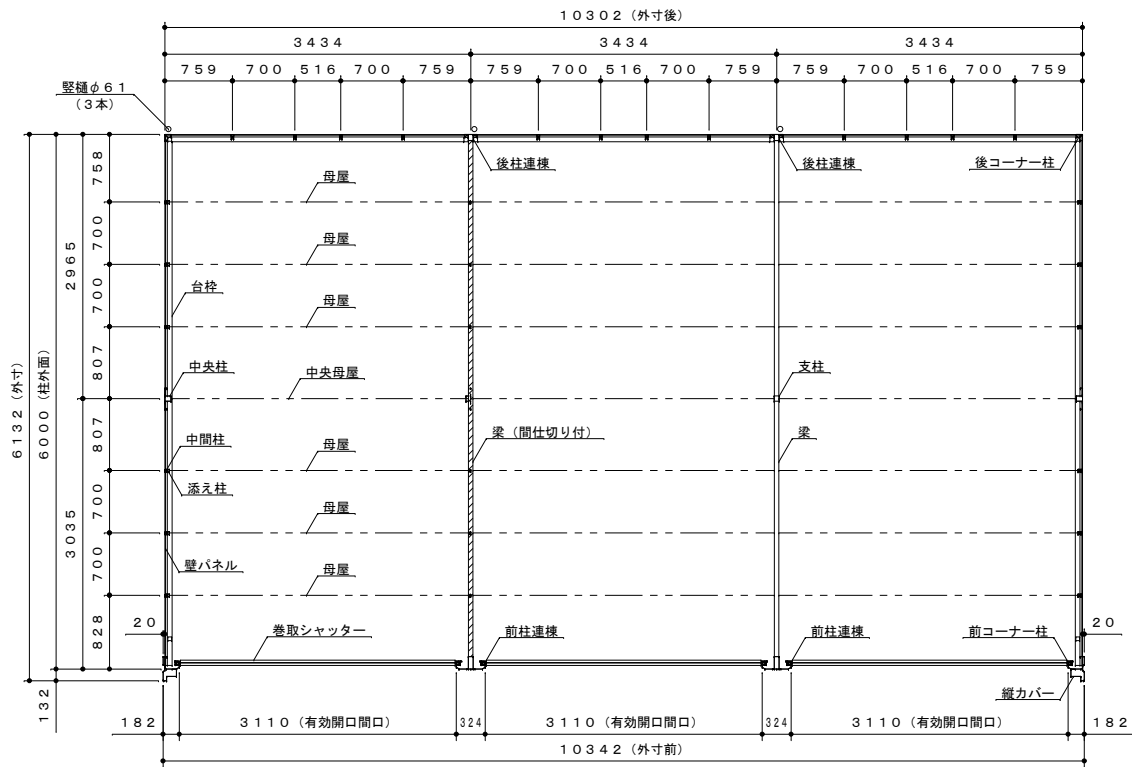 10302（外寸後）
3434 3434 3434
759 700 516 700 759 759 700 516 700 759 759 700 516 700 759
竪樋φ61
（3本）
後柱連棟 後柱連棟 後コーナー柱
母屋
母屋
母屋
台枠
中央柱 中央母屋 支柱
中間柱 母屋 梁（間仕切り付） 梁
添え柱
母屋
壁パネル
母屋
巻取シャッター 前柱連棟 前柱連棟 前コーナー柱
縦カバー
6132（外寸）
6000（柱外面）
132
2965
3035
758
700
700
807
807
700
700
828
20 20
182 3110（有効開口間口） 324 3110（有効開口間口） 324 3110（有効開口間口） 182
10342（外寸前）